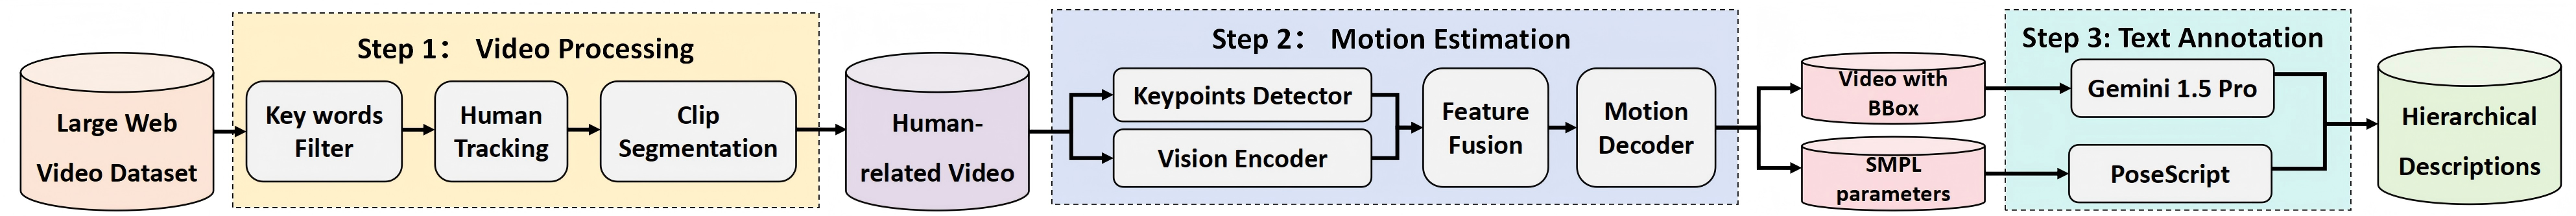 Large Web
Video Dataset
Step 1: Video Processing
Key words
Filter
Human
Tracking
Clip
Segmentation
Human-
related Video
Step 2: Motion Estimation
Keypoints Detector
Vision Encoder
Feature
Fusion
Motion
Decoder
Video with
BBox
SMPL
parameters
Step 3: Text Annotation
Gemini 1.5 Pro
PoseScript
Hierarchical
Descriptions